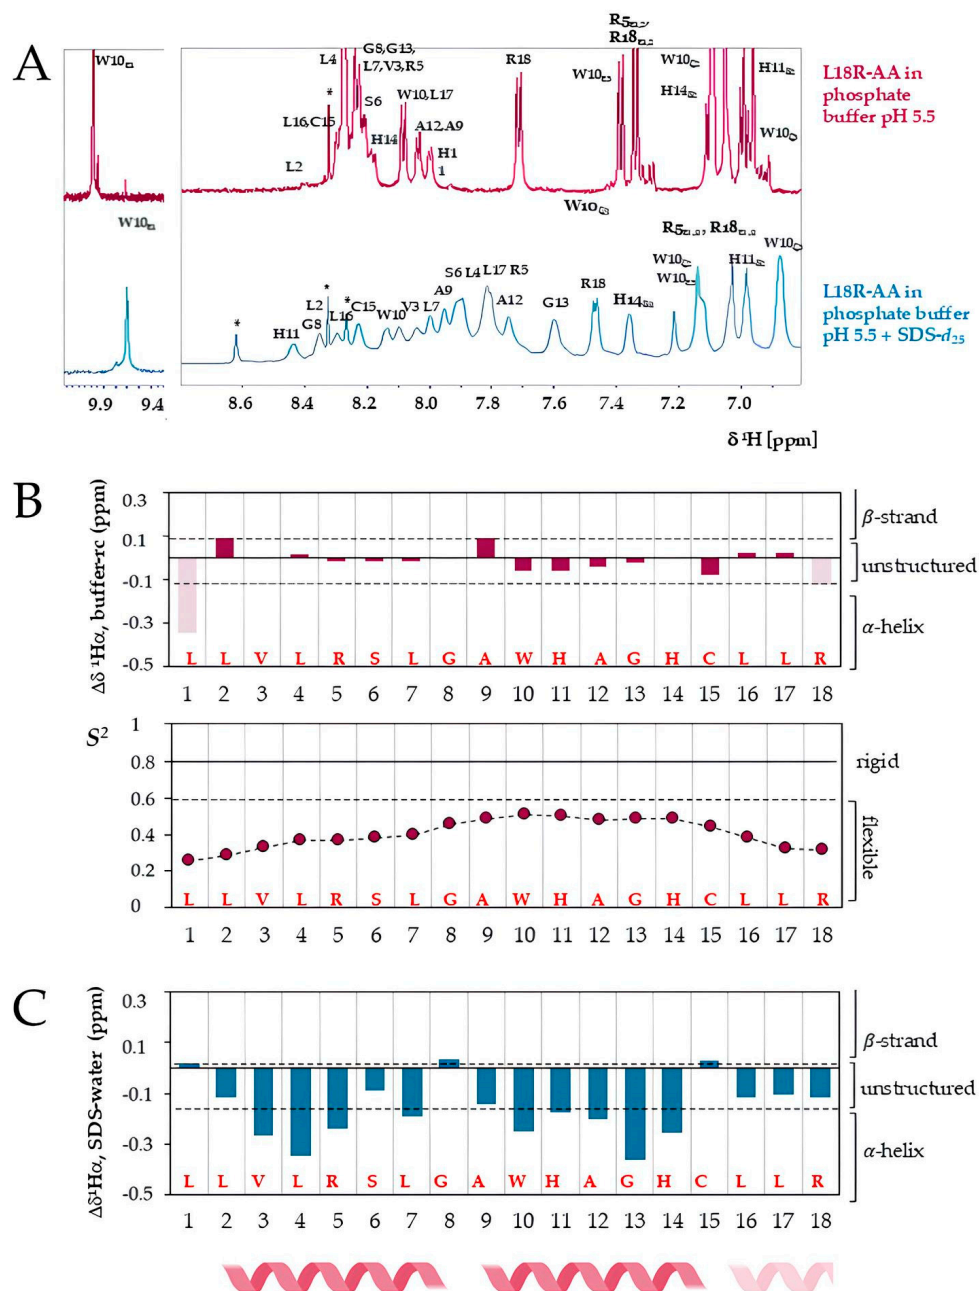 A
W10
L4
G8,G13,
L7,V3,R5
S6
*
L16,C15
H14
L2
W10,L17
A12,A9
H1
1
R18
R5
R18
W10
W10
H14
H11
W10
L18R-AA in
phosphate
buffer pH 5.5
W10
W10
*
H11
G8
L2
*
L16
*
C15
W10
V3
L7
A9
S6 L4 L17 R5
A12
G13
R18
H14
R5, R18
W10
W10
H11
W10
L18R-AA in
phosphate buffer
pH 5.5 + SDS-d25
9.9 9.4
8.6 8.4 8.2 8.0 7.8 7.6 7.4 7.2 7.0
δ ¹H [ppm]
B
Δδ ¹Hα, buffer-rc (ppm)
0.3
0.1
-0.1
-0.3
-0.5
β-strand
unstructured
α-helix
L L V L R S L G A W H A G H C L L R
1 2 3 4 5 6 7 8 9 10 11 12 13 14 15 16 17 18
S²
1
0.8
0.6
0.4
0.2
0
rigid
flexible
L L V L R S L G A W H A G H C L L R
1 2 3 4 5 6 7 8 9 10 11 12 13 14 15 16 17 18
C
Δδ¹Hα, SDS-water (ppm)
0.3
0.1
-0.1
-0.3
-0.5
β-strand
unstructured
α-helix
L L V L R S L G A W H A G H C L L R
1 2 3 4 5 6 7 8 9 10 11 12 13 14 15 16 17 18